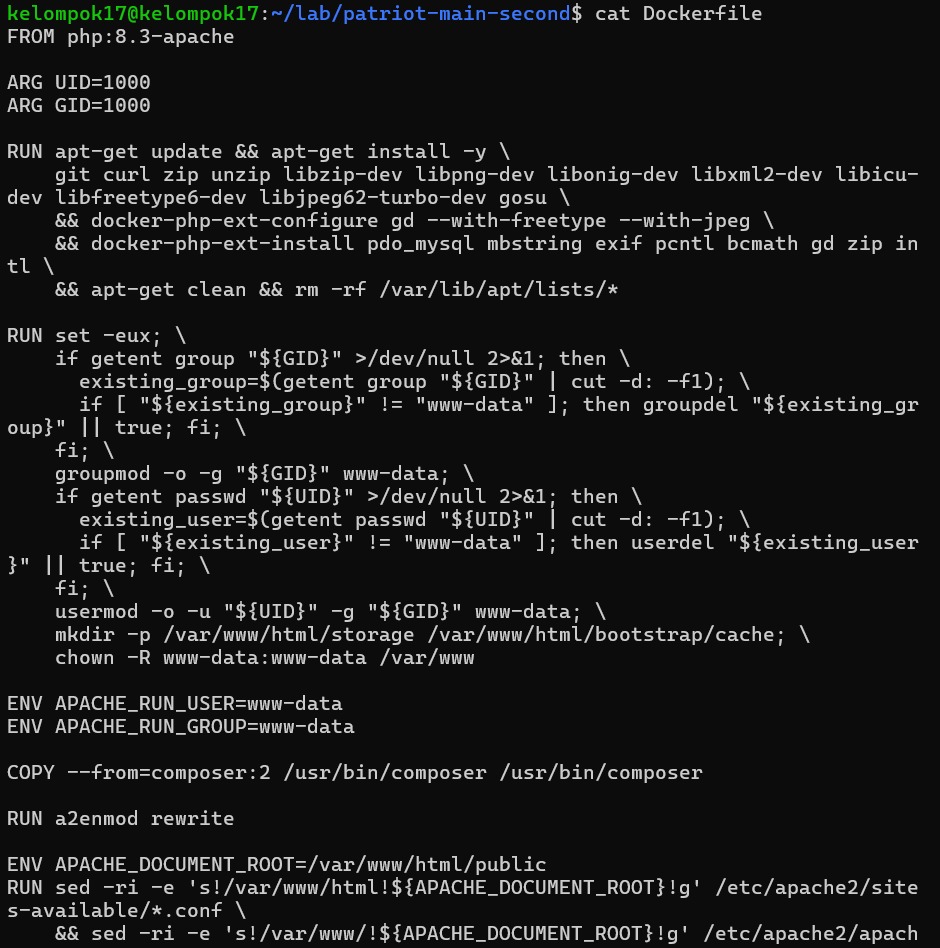 kelompok17@kelompok17:~/lab/patriot-main-second$ cat Dockerfile
FROM php:8.3-apache

ARG UID=1000
ARG GID=1000

RUN apt-get update && apt-get install -y \
    git curl zip unzip libzip-dev libpng-dev libonig-dev libxml2-dev libicu-
dev libfreetype6-dev libjpeg62-turbo-dev gosu \
    && docker-php-ext-configure gd --with-freetype --with-jpeg \
    && docker-php-ext-install pdo_mysql mbstring exif pcntl bcmath gd zip in
tl \
    && apt-get clean && rm -rf /var/lib/apt/lists/*

RUN set -eux; \
    if getent group "${GID}" >/dev/null 2>&1; then \
      existing_group=$(getent group "${GID}" | cut -d: -f1); \
      if [ "${existing_group}" != "www-data" ]; then groupdel "${existing_gr
oup}" || true; fi; \
    fi; \
    groupmod -o -g "${GID}" www-data; \
    if getent passwd "${UID}" >/dev/null 2>&1; then \
      existing_user=$(getent passwd "${UID}" | cut -d: -f1); \
      if [ "${existing_user}" != "www-data" ]; then userdel "${existing_user
}" || true; fi; \
    fi; \
    usermod -o -u "${UID}" -g "${GID}" www-data; \
    mkdir -p /var/www/html/storage /var/www/html/bootstrap/cache; \
    chown -R www-data:www-data /var/www

ENV APACHE_RUN_USER=www-data
ENV APACHE_RUN_GROUP=www-data

COPY --from=composer:2 /usr/bin/composer /usr/bin/composer

RUN a2enmod rewrite

ENV APACHE_DOCUMENT_ROOT=/var/www/html/public
RUN sed -ri -e 's!/var/www/html!${APACHE_DOCUMENT_ROOT}!g' /etc/apache2/site
s-available/*.conf \
    && sed -ri -e 's!/var/www/!${APACHE_DOCUMENT_ROOT}!g' /etc/apache2/apach